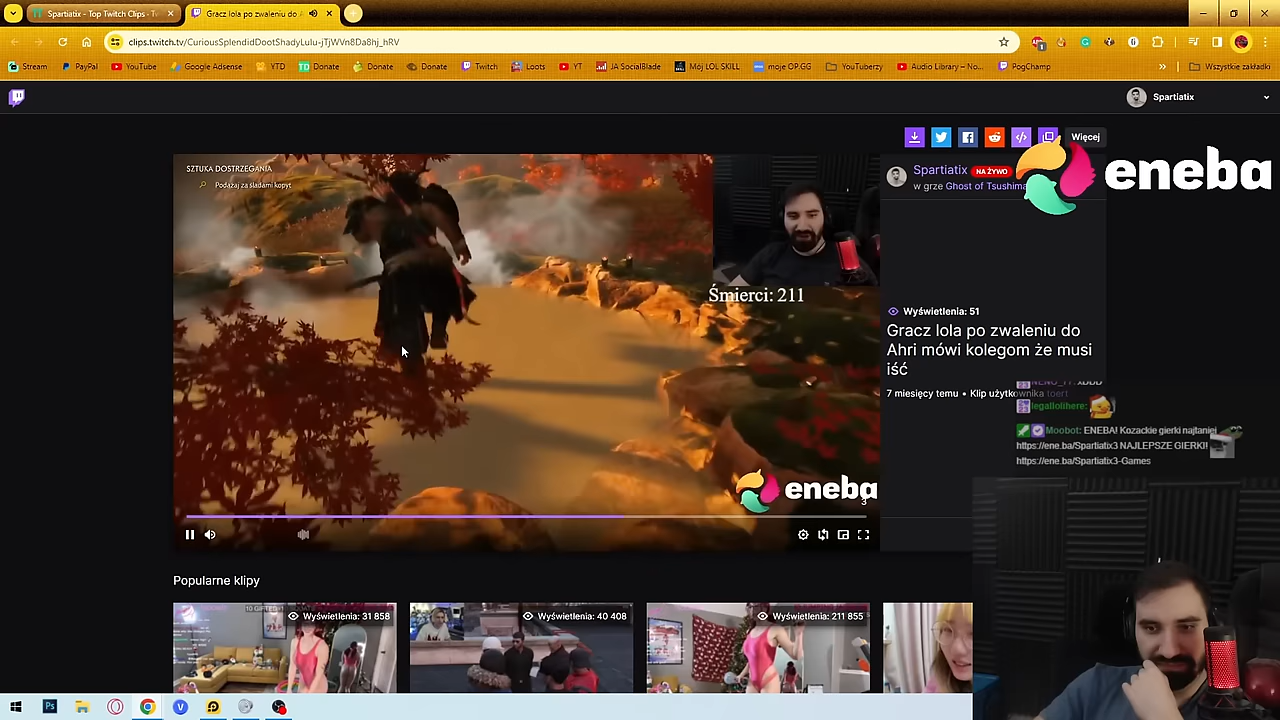 Spartiatix - Top Twitch Clips - T
Gracz lola po zwaleniu do
clips.twitch.tv/CuriousSplendidDootShadyLulu-jTjWVn8Da8hj_hRV
Stream
PayPal
YouTube
Google Adsense
YTD
Donate
Donate
Donate
Twitch
Loots
YT
JA SocialBlade
Mój LOL SKILL
moje OP.GG
YouTuberzy
Audio Library – No...
PogChamp
Wszystkie zakładki
Spartiatix
Więcej
eneba
SZTUKA DOSTRZEGANIA
Podążaj za śladami kopyt
Śmierci: 211
eneba
Spartiatix NA ŻYWO
w grze Ghost of Tsushima
Wyświetlenia: 51
Gracz lola po zwaleniu do
Ahri mówi kolegom że musi
iść
7 miesięcy temu • Klip użytkownika toert
legallolihere:
Moobot: ENEBA! Kozackie gierki najtaniej
https://ene.ba/Spartiatix3 NAJLEPSZE GIERKI!
https://ene.ba/Spartiatix3-Games
Popularne klipy
Wyświetlenia: 31 858
Wyświetlenia: 40 408
Wyświetlenia: 211 855